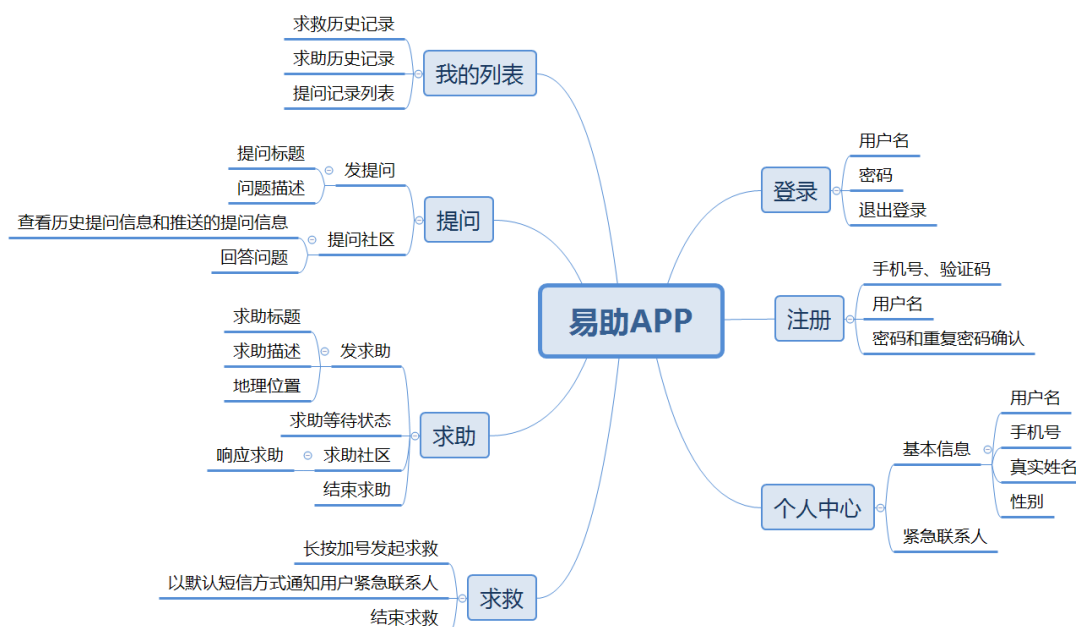 易助APP
我的列表
求救历史记录
求助历史记录
提问记录列表
提问
发提问
提问标题
问题描述
提问社区
查看历史提问信息和推送的提问信息
回答问题
求助
发求助
求助标题
求助描述
地理位置
求助等待状态
求助社区
响应求助
结束求助
求救
长按加号发起求救
以默认短信方式通知用户紧急联系人
结束求救
登录
用户名
密码
退出登录
注册
手机号、验证码
用户名
密码和重复密码确认
个人中心
基本信息
用户名
手机号
真实姓名
性别
紧急联系人